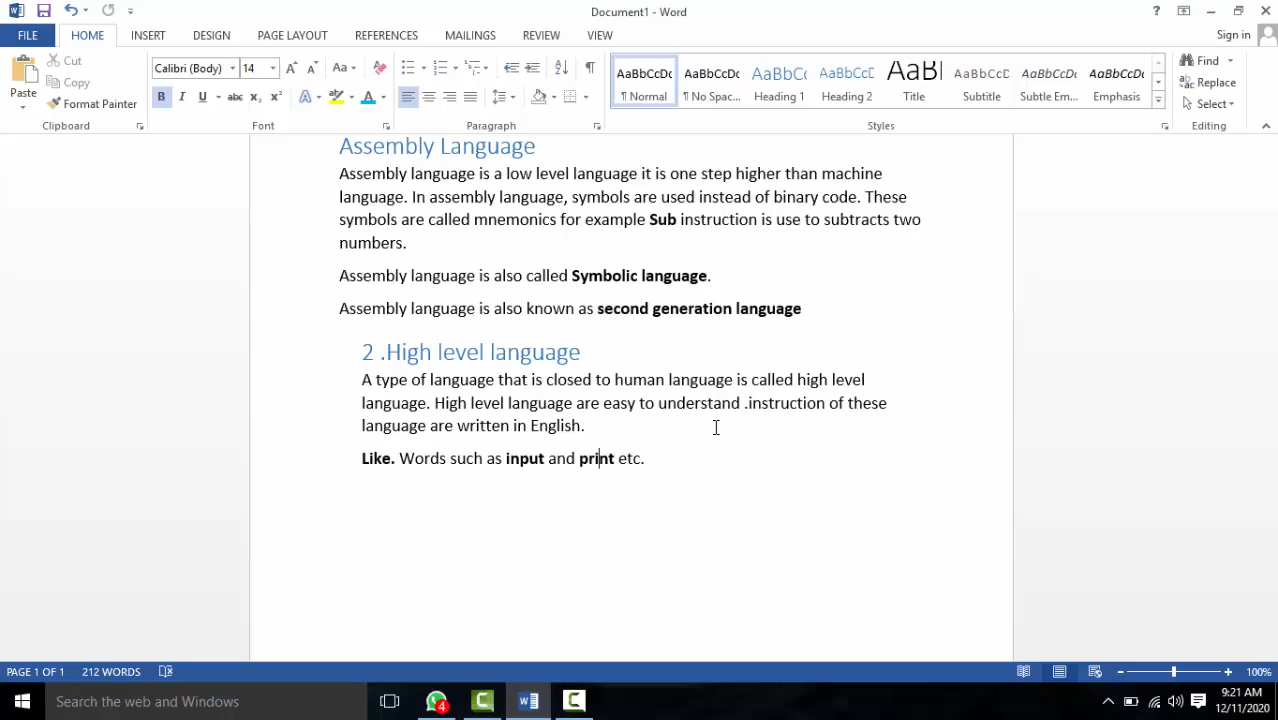 Document1 - Word
Sign in
FILE HOME INSERT DESIGN PAGE LAYOUT REFERENCES MAILINGS REVIEW VIEW
Paste
Cut
Copy
Format Painter
Clipboard
Calibri (Body) 14
Font
Paragraph
AaBbCcDc AaBbCcDc AaBbCc AaBbCcD AaBl AaBbCcD AaBbCcDc AaBbCcDc
¶ Normal ¶ No Spac... Heading 1 Heading 2 Title Subtitle Subtle Em... Emphasis
Styles
Find
Replace
Select
Editing
Assembly Language
Assembly language is a low level language it is one step higher than machine
language. In assembly language, symbols are used instead of binary code. These
symbols are called mnemonics for example Sub instruction is use to subtracts two
numbers.
Assembly language is also called Symbolic language.
Assembly language is also known as second generation language
2 .High level language
A type of language that is closed to human language is called high level
language. High level language are easy to understand .instruction of these
language are written in English.
Like. Words such as input and print etc.
PAGE 1 OF 1 212 WORDS 100%
Search the web and Windows
4
9:21 AM
12/11/2020